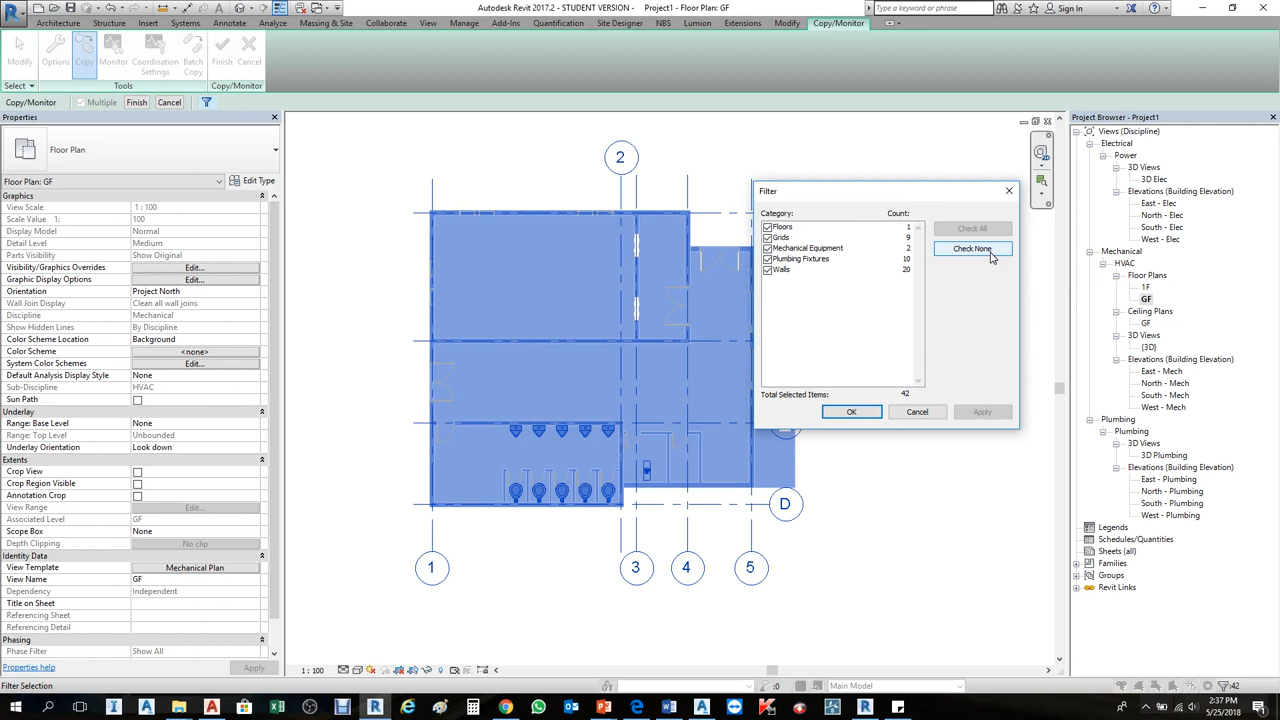 Autodesk Revit 2017.2 - STUDENT VERSION - Project1 - Floor Plan: GF
Type a keyword or phrase
Sign In
Architecture Structure Insert Systems Annotate Analyze Massing & Site Collaborate View Manage Add-Ins Quantification Site Designer NBS Lumion Extensions Modify Copy/Monitor
Modify Options Copy Monitor Coordination Settings Batch Copy Finish Cancel
Select Tools Copy/Monitor
Copy/Monitor Multiple Finish Cancel
Properties
Floor Plan
Floor Plan: GF Edit Type
Graphics
View Scale 1 : 100
Scale Value 1: 100
Display Model Normal
Detail Level Medium
Parts Visibility Show Original
Visibility/Graphics Overrides Edit...
Graphic Display Options Edit...
Orientation Project North
Wall Join Display Clean all wall joins
Discipline Mechanical
Show Hidden Lines By Discipline
Color Scheme Location Background
Color Scheme <none>
System Color Schemes Edit...
Default Analysis Display Style None
Sub-Discipline HVAC
Sun Path
Underlay
Range: Base Level None
Range: Top Level Unbounded
Underlay Orientation Look down
Extents
Crop View
Crop Region Visible
Annotation Crop
View Range Edit...
Associated Level GF
Scope Box None
Depth Clipping No clip
Identity Data
View Template Mechanical Plan
View Name GF
Dependency Independent
Title on Sheet
Referencing Sheet
Referencing Detail
Phasing
Phase Filter Show All
Properties help Apply
2
D
1 3 4 5
Filter
Category: Count:
Floors 1
Grids 9
Mechanical Equipment 2
Plumbing Fixtures 10
Walls 20
Check All
Check None
Total Selected Items: 42
OK Cancel Apply
Project Browser - Project1
Views (Discipline)
Electrical
Power
3D Views
3D Elec
Elevations (Building Elevation)
East - Elec
North - Elec
South - Elec
West - Elec
Mechanical
HVAC
Floor Plans
1F
GF
Ceiling Plans
GF
3D Views
{3D}
Elevations (Building Elevation)
East - Mech
North - Mech
South - Mech
West - Mech
Plumbing
Plumbing
3D Views
3D Plumbing
Elevations (Building Elevation)
East - Plumbing
North - Plumbing
South - Plumbing
West - Plumbing
Legends
Schedules/Quantities
Sheets (all)
Families
Groups
Revit Links
1 : 100
Filter Selection :0 Main Model :42
2:37 PM
5/25/2018